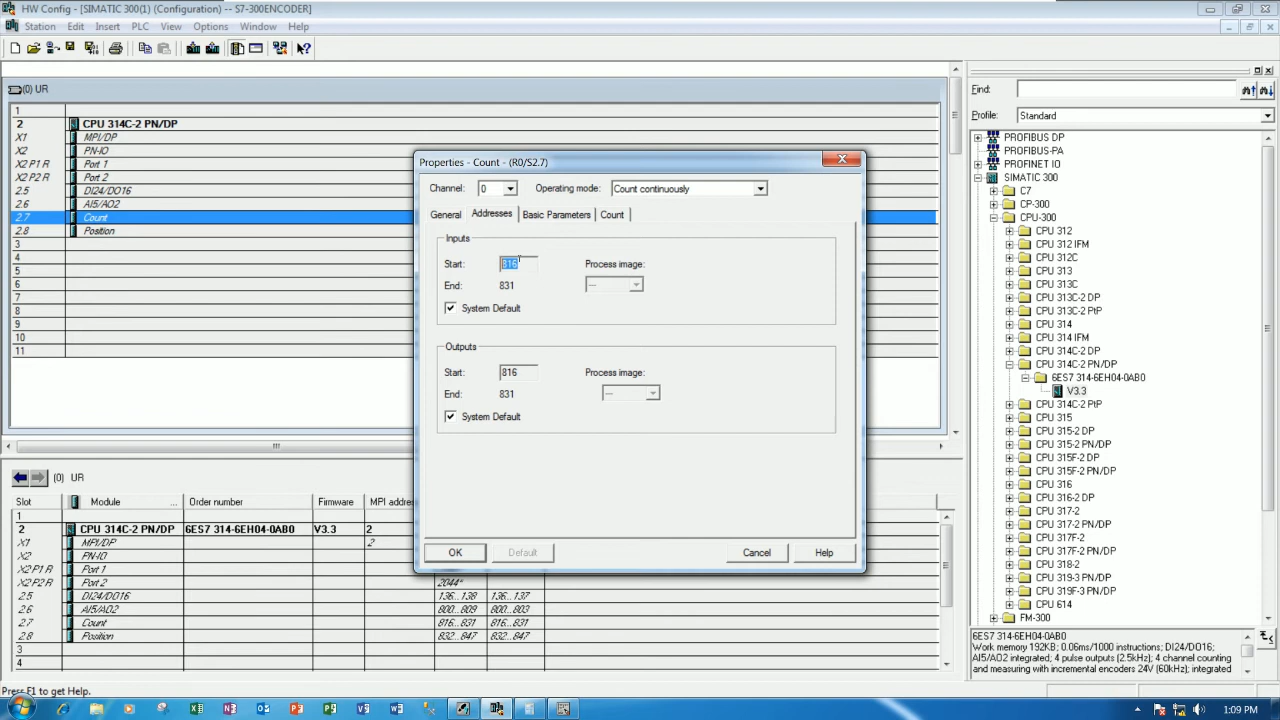 HW Config - [SIMATIC 300(1) (Configuration) -- S7-300ENCODER]
Station Edit Insert PLC View Options Window Help
(0) UR
1
2 CPU 314C-2 PN/DP
X1 MPI/DP
X2 PN-IO
X2 P1 R Port 1
X2 P2 R Port 2
2.5 DI24/DO16
2.6 AI5/AO2
2.7 Count
2.8 Position
3
4
5
6
7
8
9
10
11
Properties - Count - (R0/S2.7)
Channel: 0 Operating mode: Count continuously
General Addresses Basic Parameters Count
Inputs
Start: 816 Process image:
End: 831 ---
System Default
Outputs
Start: 816 Process image:
End: 831 ---
System Default
OK Default Cancel Help
Find:
Profile: Standard
PROFIBUS DP
PROFIBUS-PA
PROFINET IO
SIMATIC 300
C7
CP-300
CPU-300
CPU 312
CPU 312 IFM
CPU 312C
CPU 313
CPU 313C
CPU 313C-2 DP
CPU 313C-2 PtP
CPU 314
CPU 314 IFM
CPU 314C-2 DP
CPU 314C-2 PN/DP
6ES7 314-6EH04-0AB0
V3.3
CPU 314C-2 PtP
CPU 315
CPU 315-2 DP
CPU 315-2 PN/DP
CPU 315F-2 DP
CPU 315F-2 PN/DP
CPU 316
CPU 316-2 DP
CPU 317-2
CPU 317-2 PN/DP
CPU 317F-2
CPU 317F-2 PN/DP
CPU 318-2
CPU 319-3 PN/DP
CPU 319F-3 PN/DP
CPU 614
FM-300
6ES7 314-6EH04-0AB0
Work memory 192KB; 0.06ms/1000 instructions; DI24/DO16;
AI5/AO2 integrated; 4 pulse outputs (2.5kHz); 4 channel counting
and measuring with incremental encoders 24V (60kHz); integrated
(0) UR
Slot Module ... Order number Firmware MPI addre
1
2 CPU 314C-2 PN/DP 6ES7 314-6EH04-0AB0 V3.3 2
X1 MPI/DP 2
X2 PN-IO
X2 P1 R Port 1
X2 P2 R Port 2 2044*
2.5 DI24/DO16 136...138 136...137
2.6 AI5/AO2 800...809 800...803
2.7 Count 816...831 816...831
2.8 Position 832...847 832...847
3
4
Press F1 to get Help.
1:09 PM